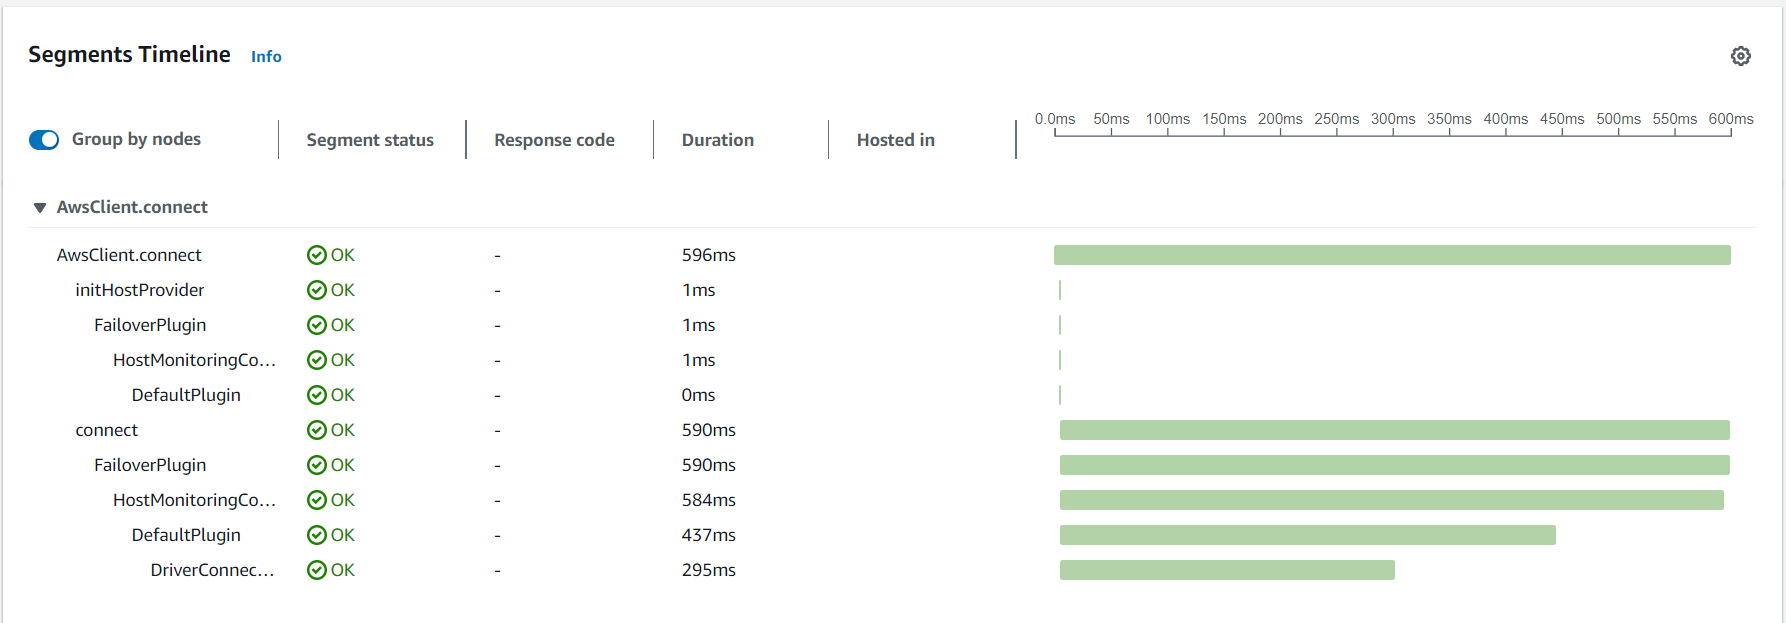 Segments Timeline Info
0.0ms 50ms 100ms 150ms 200ms 250ms 300ms 350ms 400ms 450ms 500ms 550ms 600ms
Group by nodes Segment status Response code Duration Hosted in
AwsClient.connect
AwsClient.connect OK - 596ms
initHostProvider OK - 1ms
FailoverPlugin OK - 1ms
HostMonitoringCo... OK - 1ms
DefaultPlugin OK - 0ms
connect OK - 590ms
FailoverPlugin OK - 590ms
HostMonitoringCo... OK - 584ms
DefaultPlugin OK - 437ms
DriverConnec... OK - 295ms